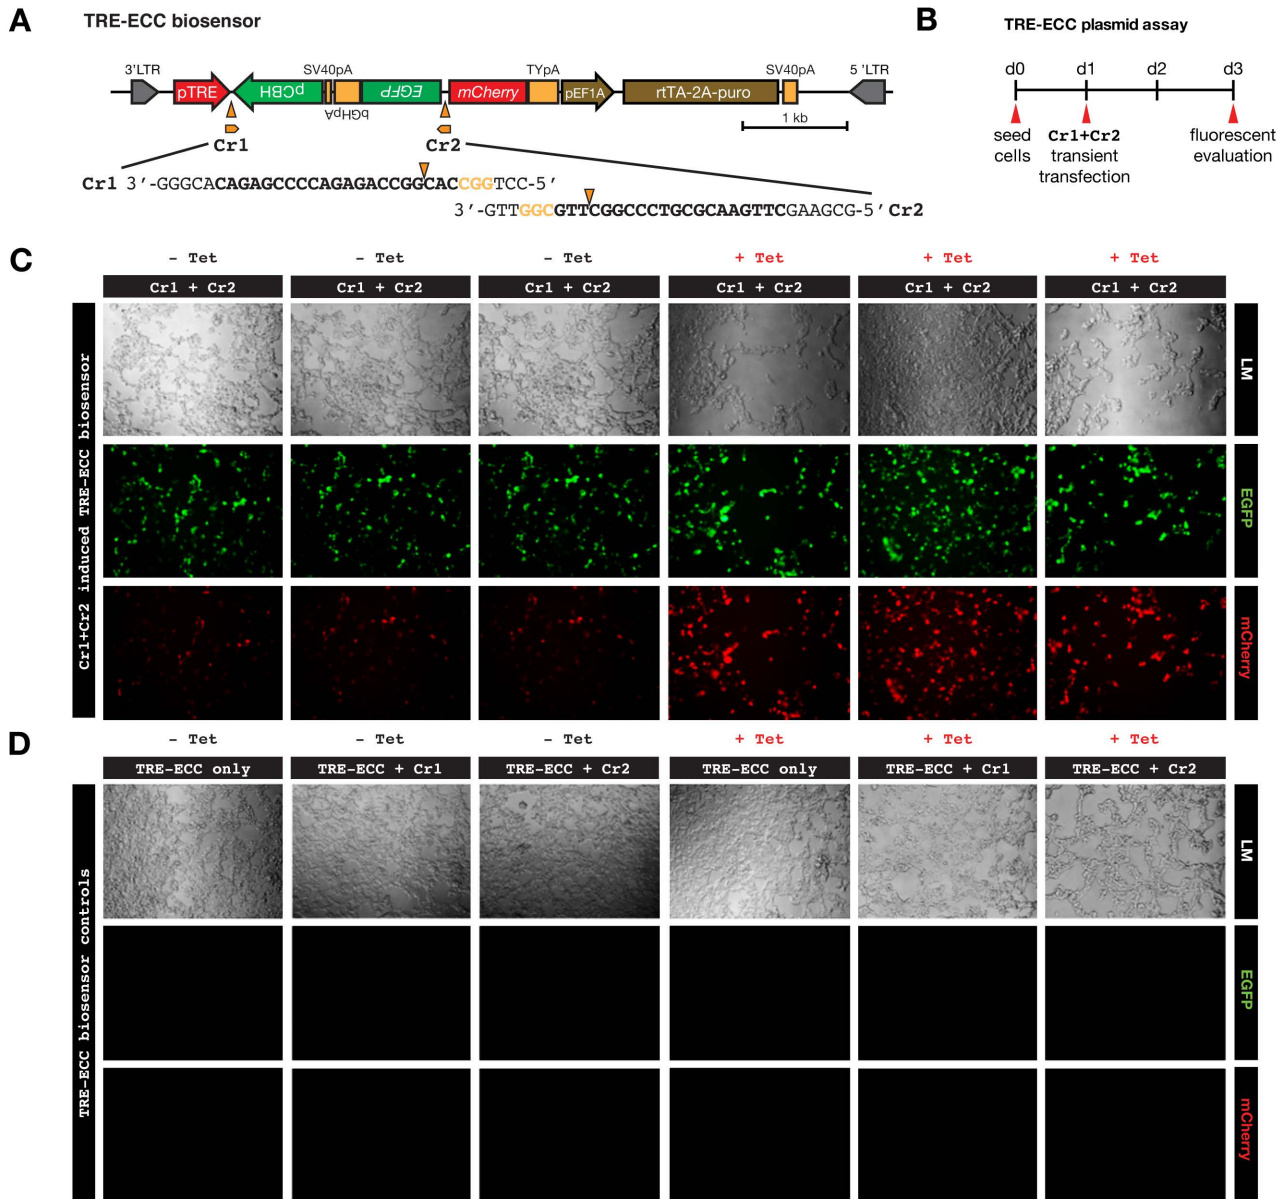 A
TRE-ECC biosensor
3'LTR
SV40pA
TYpA
SV40pA
5 'LTR
pTRE
pCBH
EGFP
mCherry
pEF1A
rtTA-2A-puro
bGHpA
1 kb
Cr1
Cr2
Cr1 3'-GGGCACAGAGCCCCAGAGACCGGCACCGGTCC-5'
3'-GTTGGCGTTCGGCCCTGCGCAAGTTCGAAGCG-5' Cr2
B
TRE-ECC plasmid assay
d0 d1 d2 d3
seed cells
Cr1+Cr2 transient transfection
fluorescent evaluation
C
– Tet – Tet – Tet + Tet + Tet + Tet
Cr1 + Cr2 Cr1 + Cr2 Cr1 + Cr2 Cr1 + Cr2 Cr1 + Cr2 Cr1 + Cr2
Cr1+Cr2 induced TRE-ECC biosensor
LM
EGFP
mCherry
D
– Tet – Tet – Tet + Tet + Tet + Tet
TRE-ECC only TRE-ECC + Cr1 TRE-ECC + Cr2 TRE-ECC only TRE-ECC + Cr1 TRE-ECC + Cr2
TRE-ECC biosensor controls
LM
EGFP
mCherry